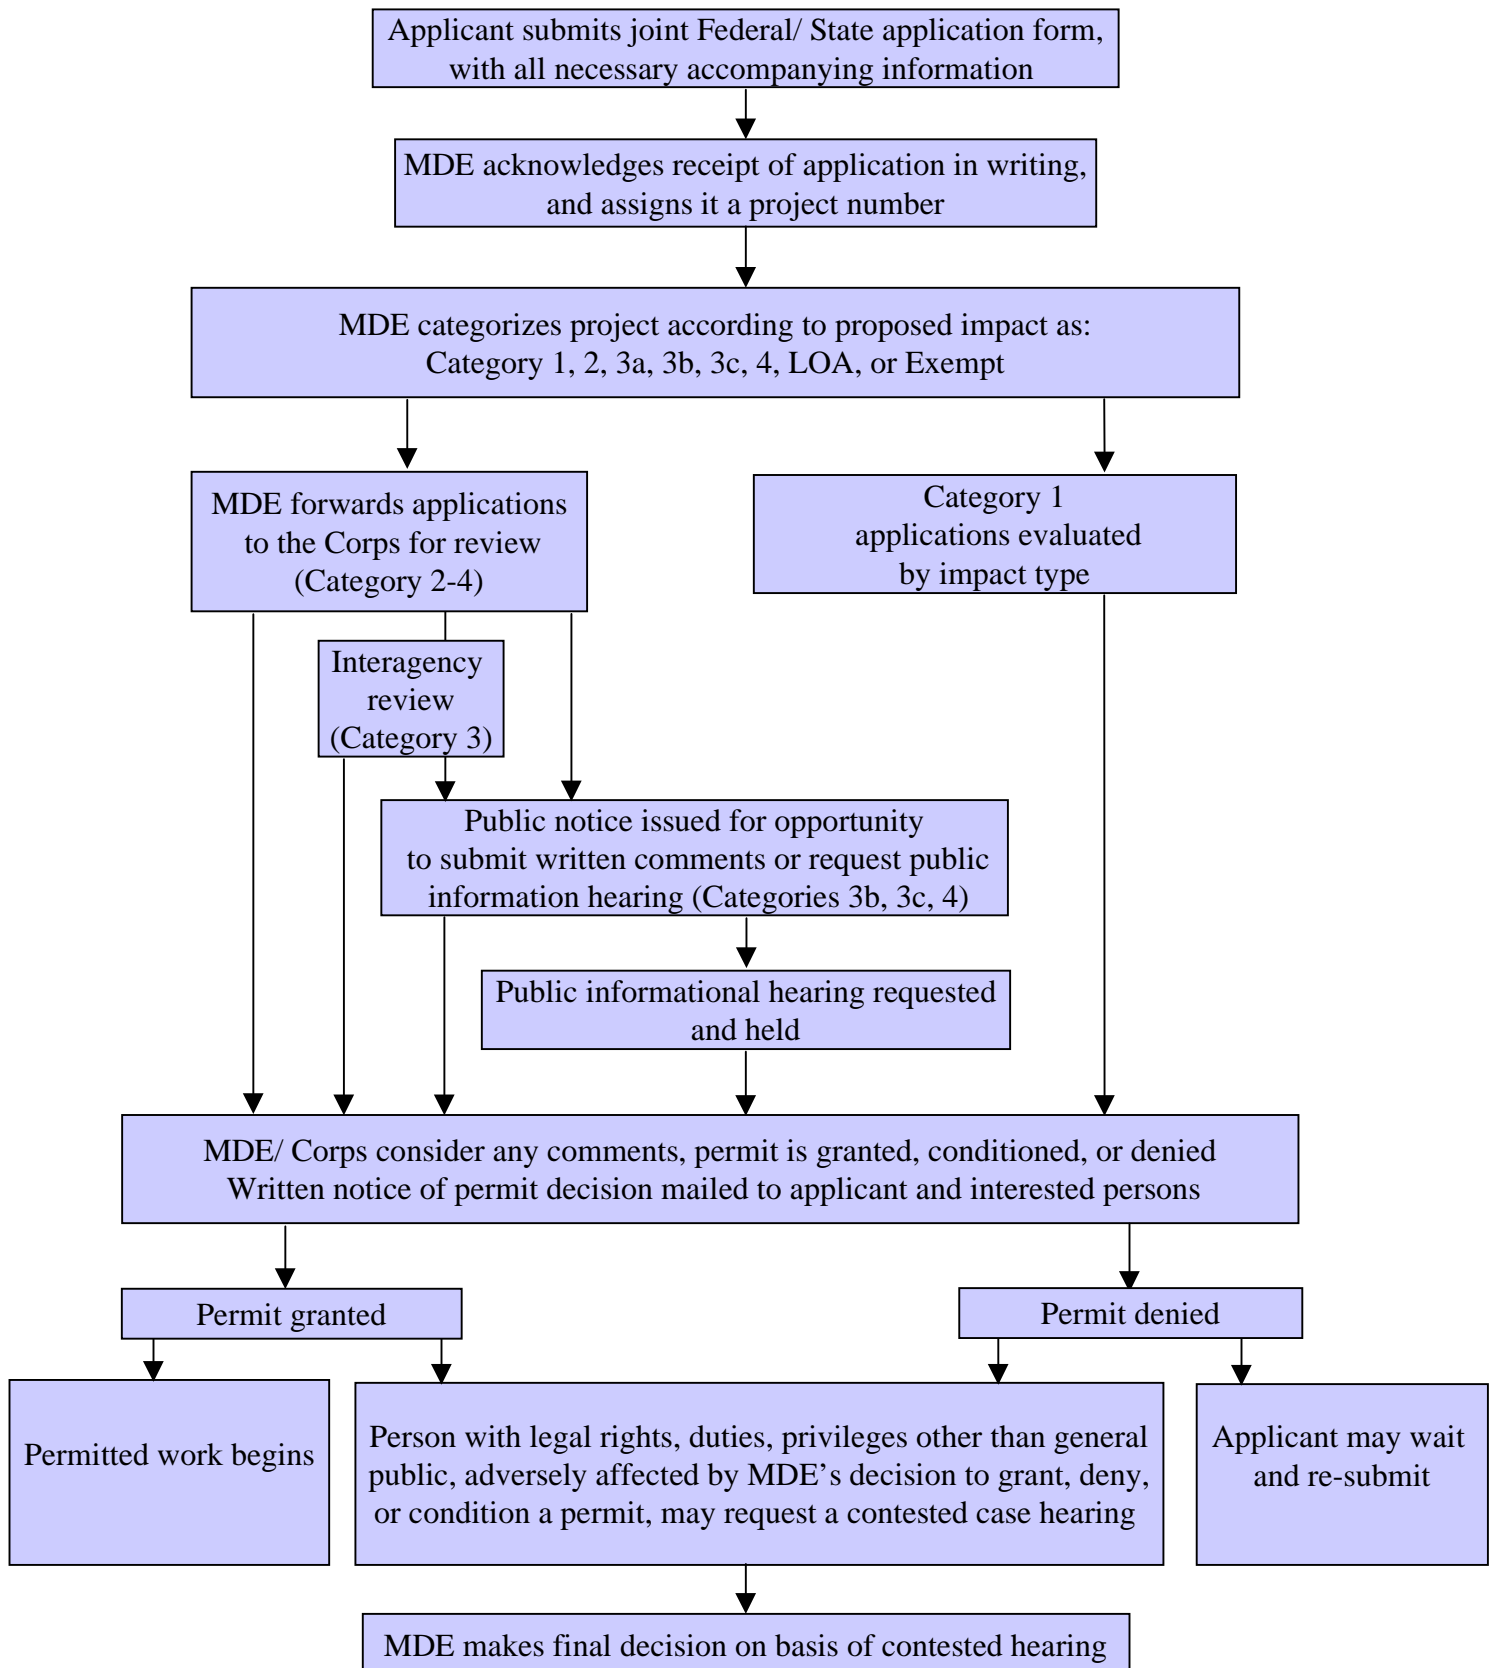 Applicant submits joint Federal/ State application form,
with all necessary accompanying information
MDE acknowledges receipt of application in writing,
and assigns it a project number
MDE categorizes project according to proposed impact as:
Category 1, 2, 3a, 3b, 3c, 4, LOA, or Exempt
MDE forwards applications
to the Corps for review
(Category 2-4)
Category 1
applications evaluated
by impact type
Interagency
review
(Category 3)
Public notice issued for opportunity
to submit written comments or request public
information hearing (Categories 3b, 3c, 4)
Public informational hearing requested
and held
MDE/ Corps consider any comments, permit is granted, conditioned, or denied
Written notice of permit decision mailed to applicant and interested persons
Permit granted
Permit denied
Permitted work begins
Person with legal rights, duties, privileges other than general
public, adversely affected by MDE’s decision to grant, deny,
or condition a permit, may request a contested case hearing
Applicant may wait
and re-submit
MDE makes final decision on basis of contested hearing